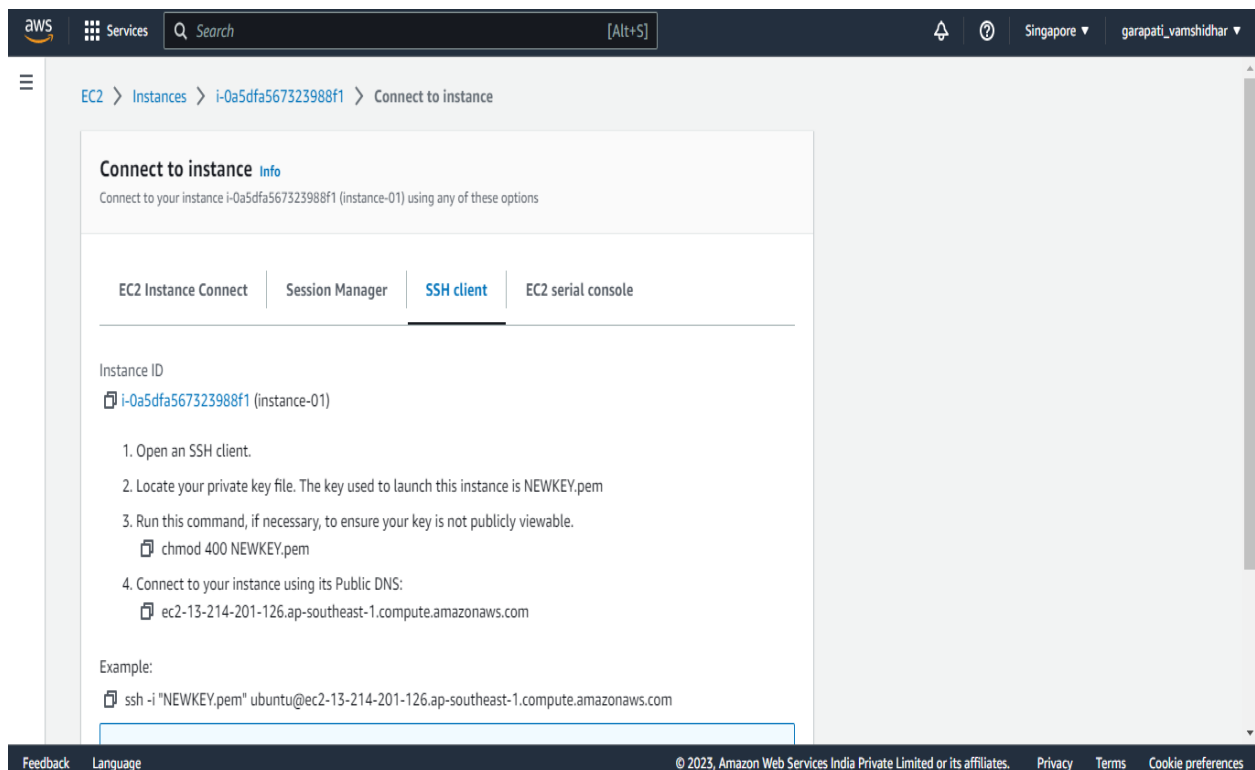 aws Services Search [Alt+S] Singapore ▼ garapati_vamshidhar ▼
EC2 > Instances > i-0a5dfa567323988f1 > Connect to instance
Connect to instance Info
Connect to your instance i-0a5dfa567323988f1 (instance-01) using any of these options
EC2 Instance Connect Session Manager SSH client EC2 serial console
Instance ID
i-0a5dfa567323988f1 (instance-01)
1. Open an SSH client.
2. Locate your private key file. The key used to launch this instance is NEWKEY.pem
3. Run this command, if necessary, to ensure your key is not publicly viewable.
chmod 400 NEWKEY.pem
4. Connect to your instance using its Public DNS:
ec2-13-214-201-126.ap-southeast-1.compute.amazonaws.com
Example:
ssh -i "NEWKEY.pem" ubuntu@ec2-13-214-201-126.ap-southeast-1.compute.amazonaws.com
Feedback Language © 2023, Amazon Web Services India Private Limited or its affiliates. Privacy Terms Cookie preferences